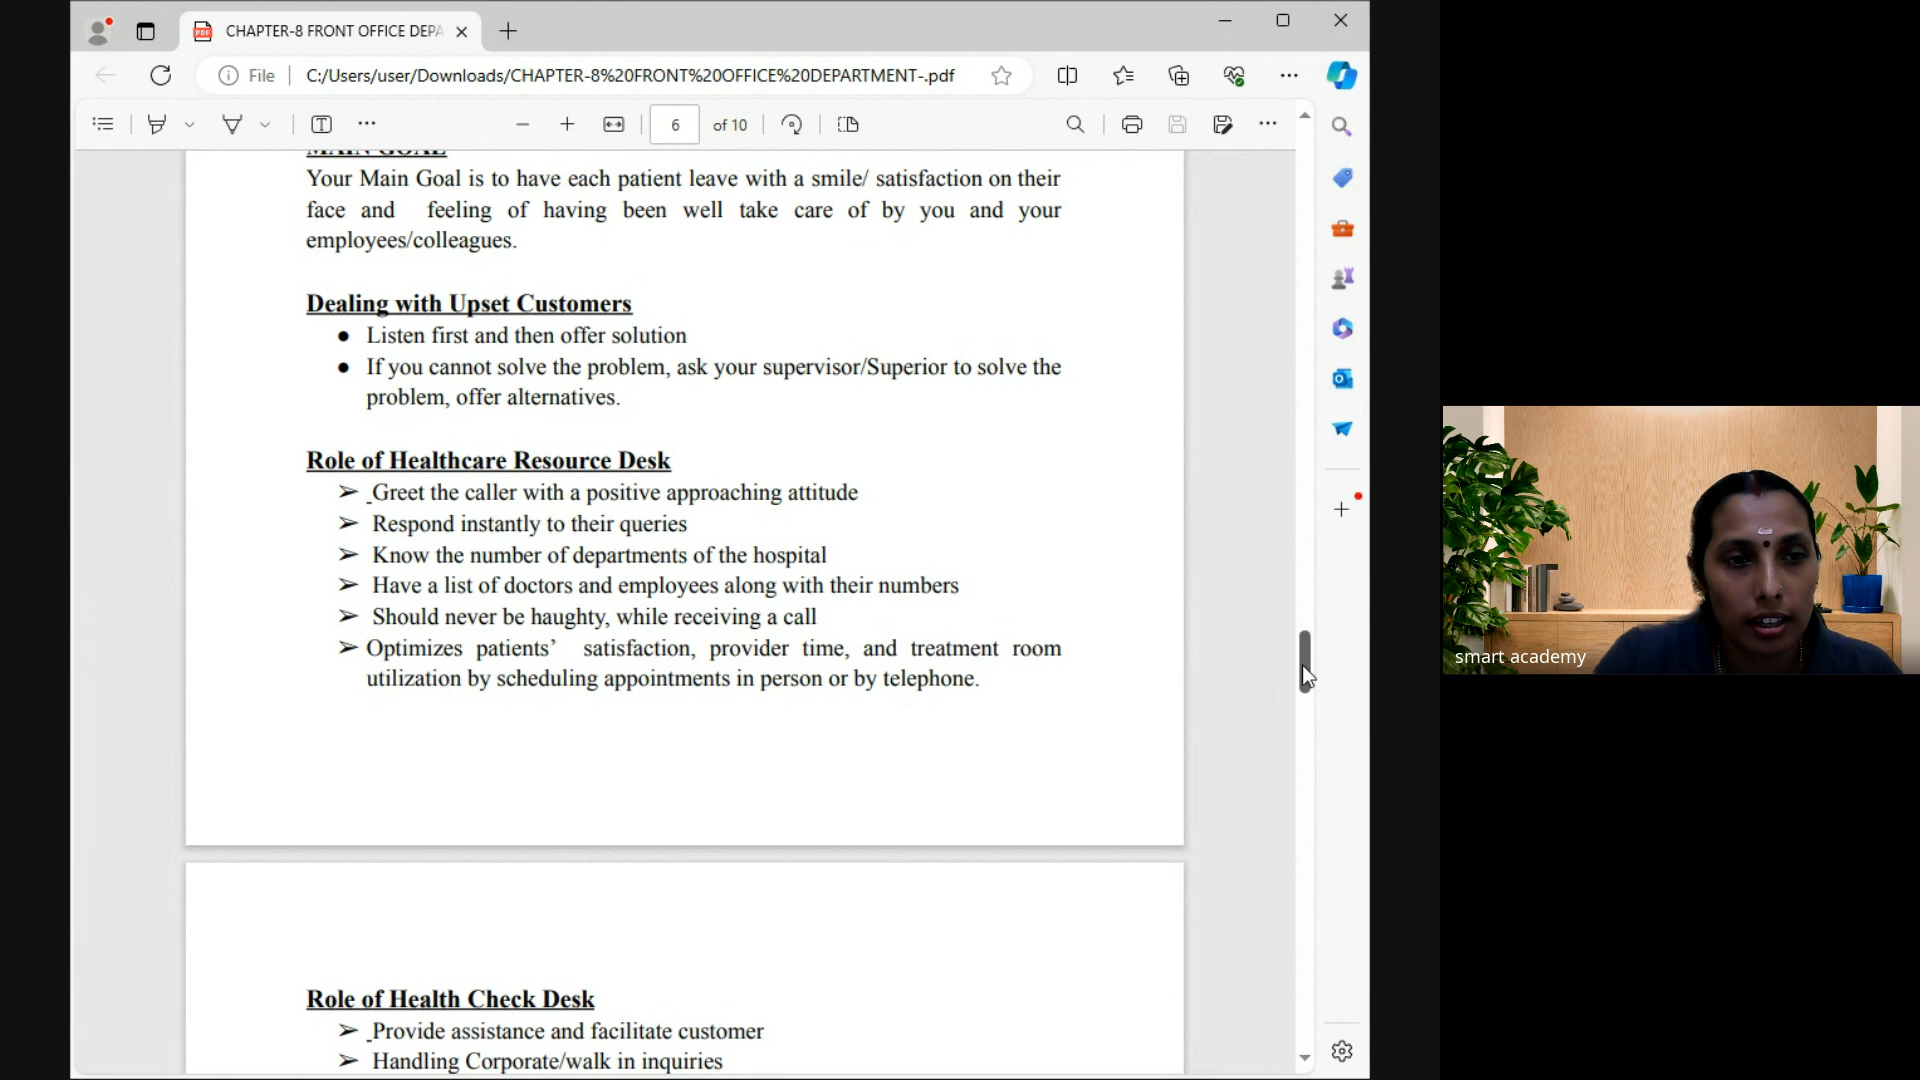 CHAPTER-8 FRONT OFFICE DEPA
File
C:/Users/user/Downloads/CHAPTER-8%20FRONT%20OFFICE%20DEPARTMENT-.pdf
6 of 10
MAIN GOAL
Your Main Goal is to have each patient leave with a smile/ satisfaction on their
face and feeling of having been well take care of by you and your
employees/colleagues.
Dealing with Upset Customers
● Listen first and then offer solution
● If you cannot solve the problem, ask your supervisor/Superior to solve the
problem, offer alternatives.
Role of Healthcare Resource Desk
➢ Greet the caller with a positive approaching attitude
➢ Respond instantly to their queries
➢ Know the number of departments of the hospital
➢ Have a list of doctors and employees along with their numbers
➢ Should never be haughty, while receiving a call
➢ Optimizes patients’ satisfaction, provider time, and treatment room
utilization by scheduling appointments in person or by telephone.
Role of Health Check Desk
➢ Provide assistance and facilitate customer
➢ Handling Corporate/walk in inquiries
smart academy